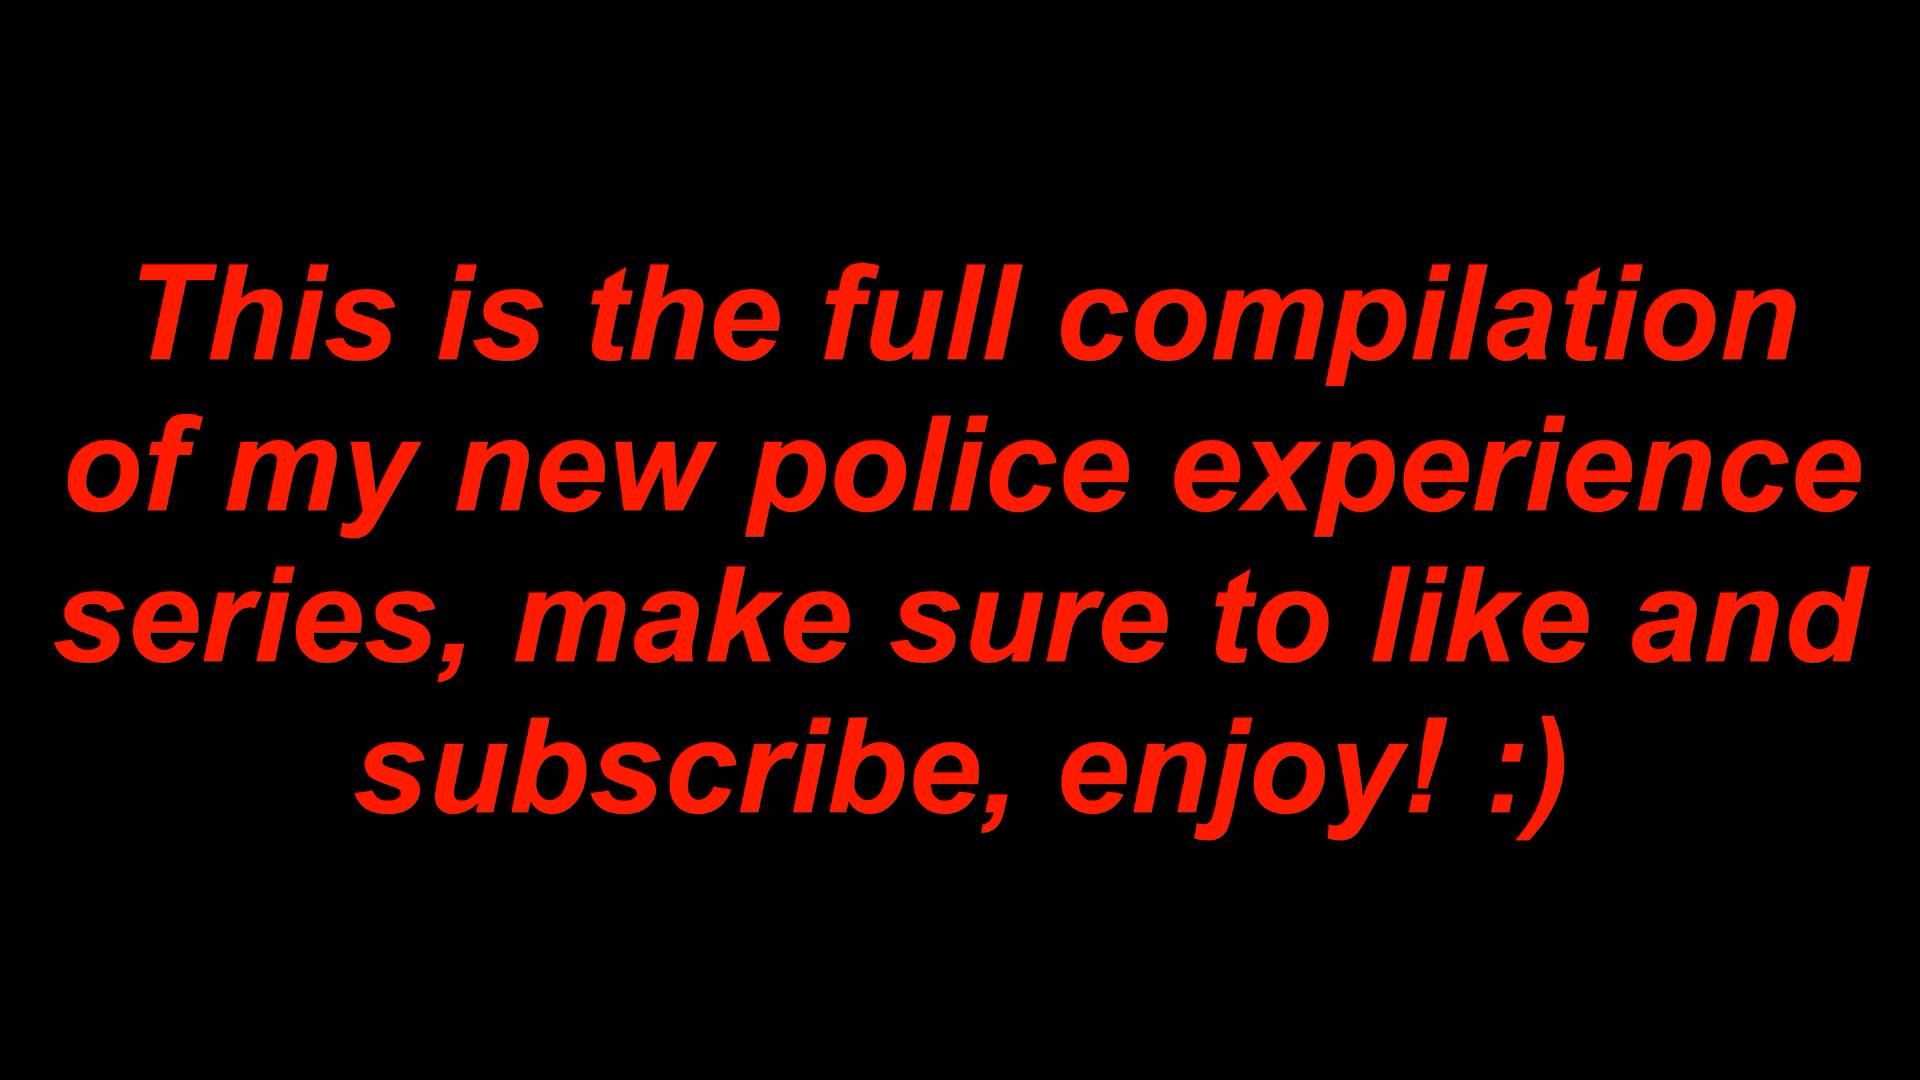 This is the full compilation
of my new police experience
series, make sure to like and
subscribe, enjoy! :)